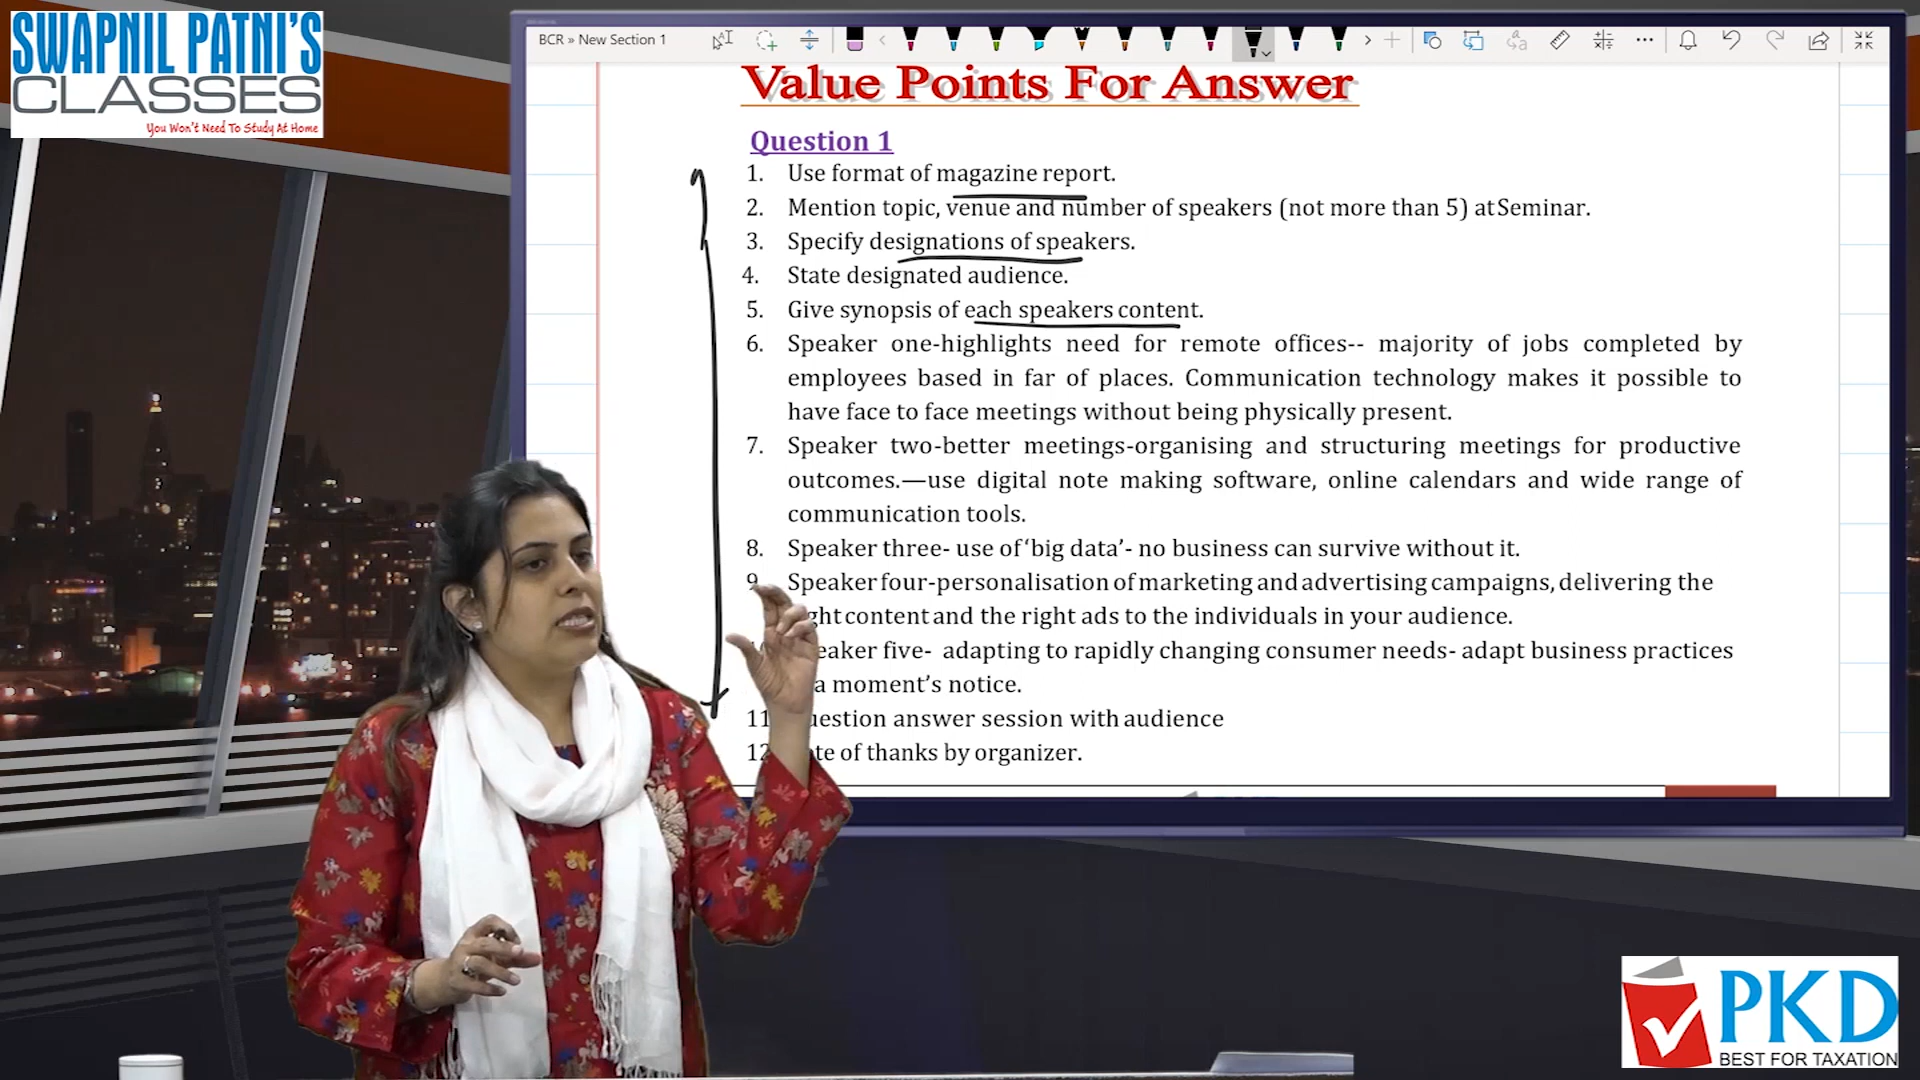 SWAPNIL PATNI'S
CLASSES
You Won't Need To Study At Home
BCR » New Section 1
Value Points For Answer
Question 1
1. Use format of magazine report.
2. Mention topic, venue and number of speakers (not more than 5) at Seminar.
3. Specify designations of speakers.
4. State designated audience.
5. Give synopsis of each speakers content.
6. Speaker one-highlights need for remote offices-- majority of jobs completed by
employees based in far of places. Communication technology makes it possible to
have face to face meetings without being physically present.
7. Speaker two-better meetings-organising and structuring meetings for productive
outcomes.—use digital note making software, online calendars and wide range of
communication tools.
8. Speaker three- use of 'big data'- no business can survive without it.
9. Speaker four-personalisation of marketing and advertising campaigns, delivering the
content and the right ads to the individuals in your audience.
five- adapting to rapidly changing consumer needs- adapt business practices
a moment's notice.
11 answer session with audience
12 of thanks by organizer.
PKD
BEST FOR TAXATION